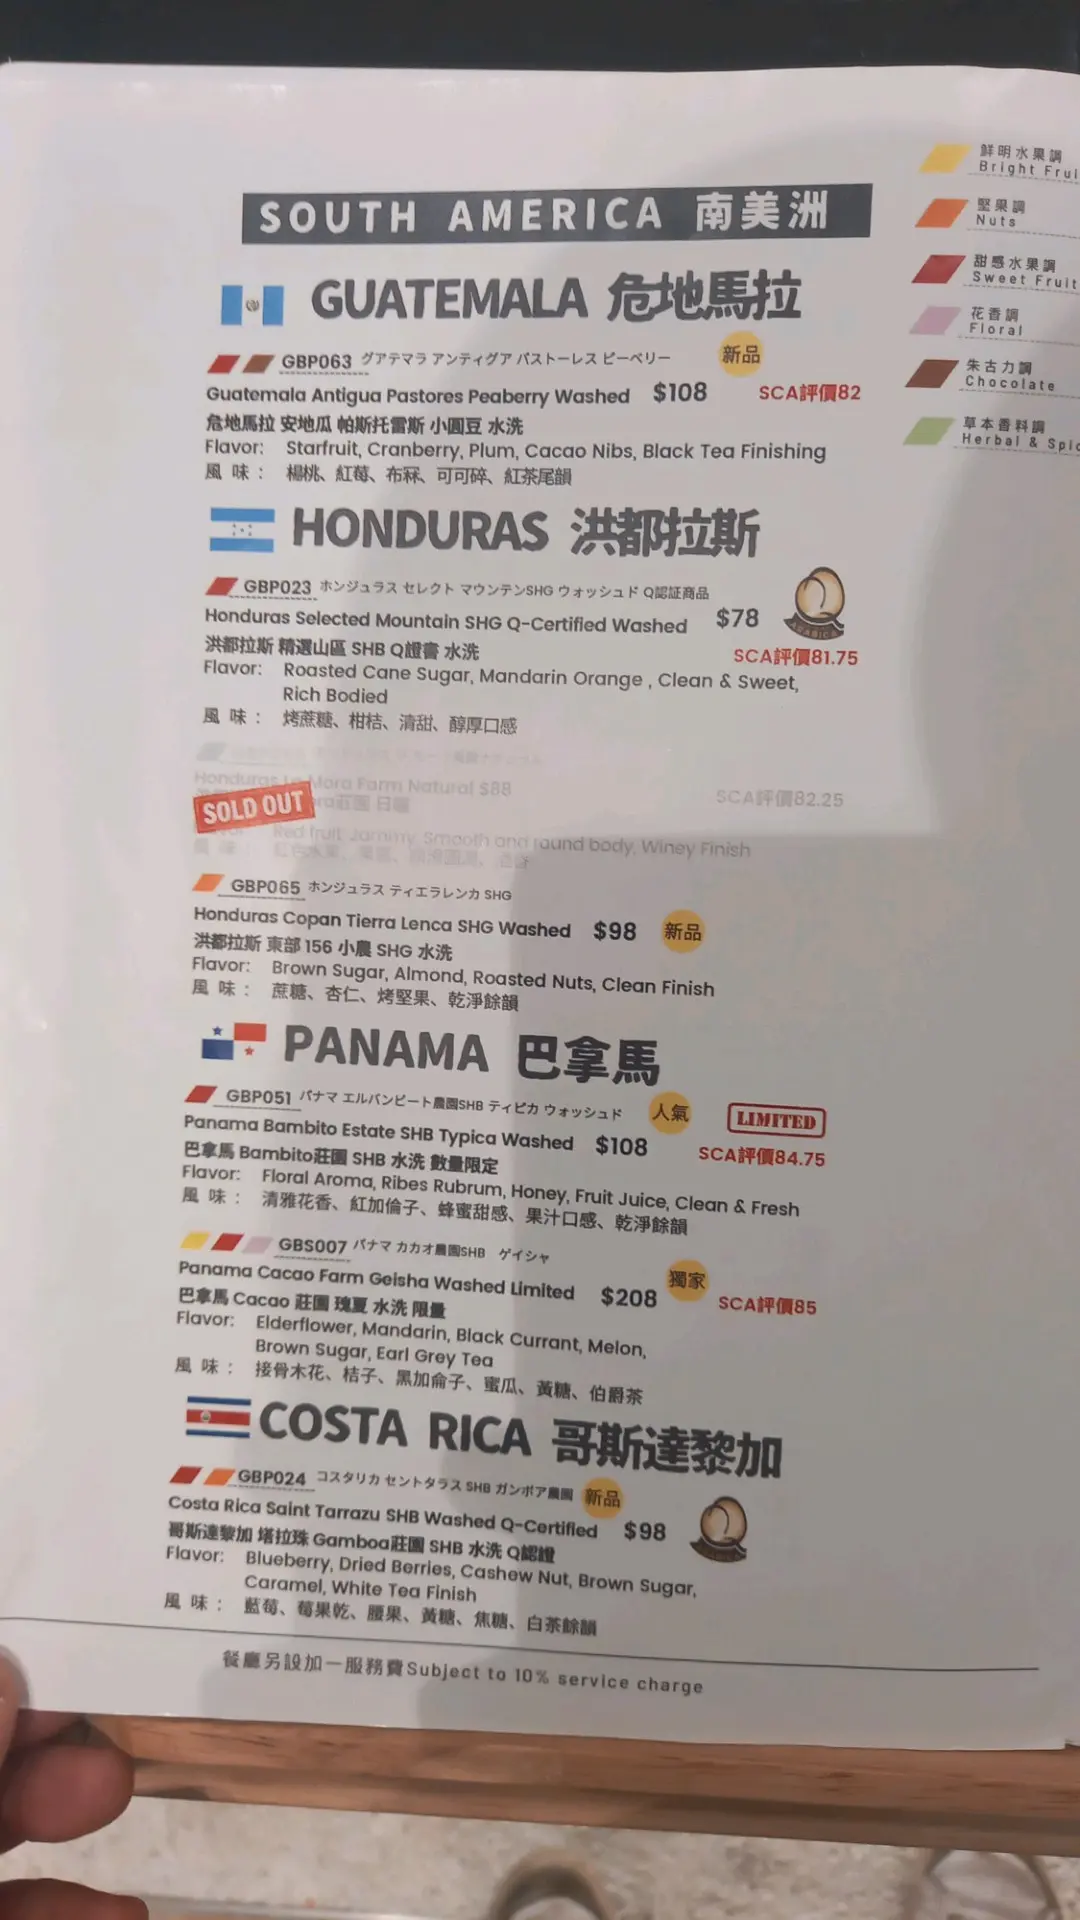 SOUTH AMERICA 南美洲
鮮明水果調
Bright
堅果調
Nuts
甜感水果調
Sweet Fruit
花香調
Floral
朱古力調
Chocolate
草本香料調
Herbal &
GUATEMALA 危地馬拉
GBP063 グアテマラ アンティグア パストーレス ピーベリー 新品
Guatemala Antigua Pastores Peaberry Washed $108 SCA評價82
危地馬拉 安地瓜 帕斯托雷斯 小圓豆 水洗
Flavor: Starfruit, Cranberry, Plum, Cacao Nibs, Black Tea Finishing
風味： 楊桃、紅莓、布冧、可可碎、紅茶尾韻
HONDURAS 洪都拉斯
GBP023 ホンジュラス セレクト マウンテンSHG ウォッシュド Q認証商品
Honduras Selected Mountain SHG Q-Certified Washed $78
ARABICA
洪都拉斯 精選山區 SHB Q證書 水洗 SCA評價81.75
Flavor: Roasted Cane Sugar, Mandarin Orange , Clean & Sweet,
Rich Bodied
風味： 烤蔗糖、柑桔、清甜、醇厚口感
Honduras La Mora Farm Natural $88 SCA評價82.25
SOLD OUT 莊園 日曬
Red fruit, Jammy, Smooth and round body, Winey Finish
GBP065 ホンジュラス ティエラレンカ SHG
Honduras Copan Tierra Lenca SHG Washed $98 新品
洪都拉斯 東部 156 小農 SHG 水洗
Flavor: Brown Sugar, Almond, Roasted Nuts, Clean Finish
風味： 蔗糖、杏仁、烤堅果、乾淨餘韻
PANAMA 巴拿馬
GBP051 パナマ エルバンビート農園SHB ティピカ ウォッシュド 人氣 LIMITED
Panama Bambito Estate SHB Typica Washed $108 SCA評價84.75
巴拿馬 Bambito莊園 SHB 水洗 數量限定
Flavor: Floral Aroma, Ribes Rubrum, Honey, Fruit Juice, Clean & Fresh
風味： 清雅花香、紅加倫子、蜂蜜甜感、果汁口感、乾淨餘韻
GBS007 パナマ カカオ農園SHB ゲイシャ
Panama Cacao Farm Geisha Washed Limited $208 獨家 SCA評價85
巴拿馬 Cacao 莊園 瑰夏 水洗 限量
Flavor: Elderflower, Mandarin, Black Currant, Melon,
Brown Sugar, Earl Grey Tea
風味： 接骨木花、桔子、黑加侖子、蜜瓜、黃糖、伯爵茶
COSTA RICA 哥斯達黎加
GBP024 コスタリカ セントタラス SHB ガンボア農園 新品
Costa Rica Saint Tarrazu SHB Washed Q-Certified $98
哥斯達黎加 塔拉珠 Gamboa莊園 SHB 水洗 Q認證
Flavor: Blueberry, Dried Berries, Cashew Nut, Brown Sugar,
Caramel, White Tea Finish
風味： 藍莓、莓果乾、腰果、黃糖、焦糖、白茶餘韻
餐廳另設加一服務費Subject to 10% service charge